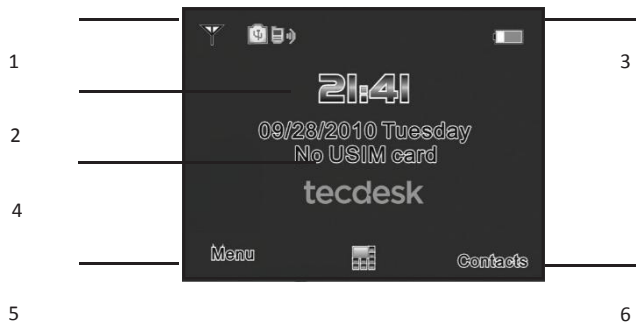 1
3
21:41
2
09/28/2010 Tuesday
No USIM card
4
tecdesk
Menu
Contacts
5
6